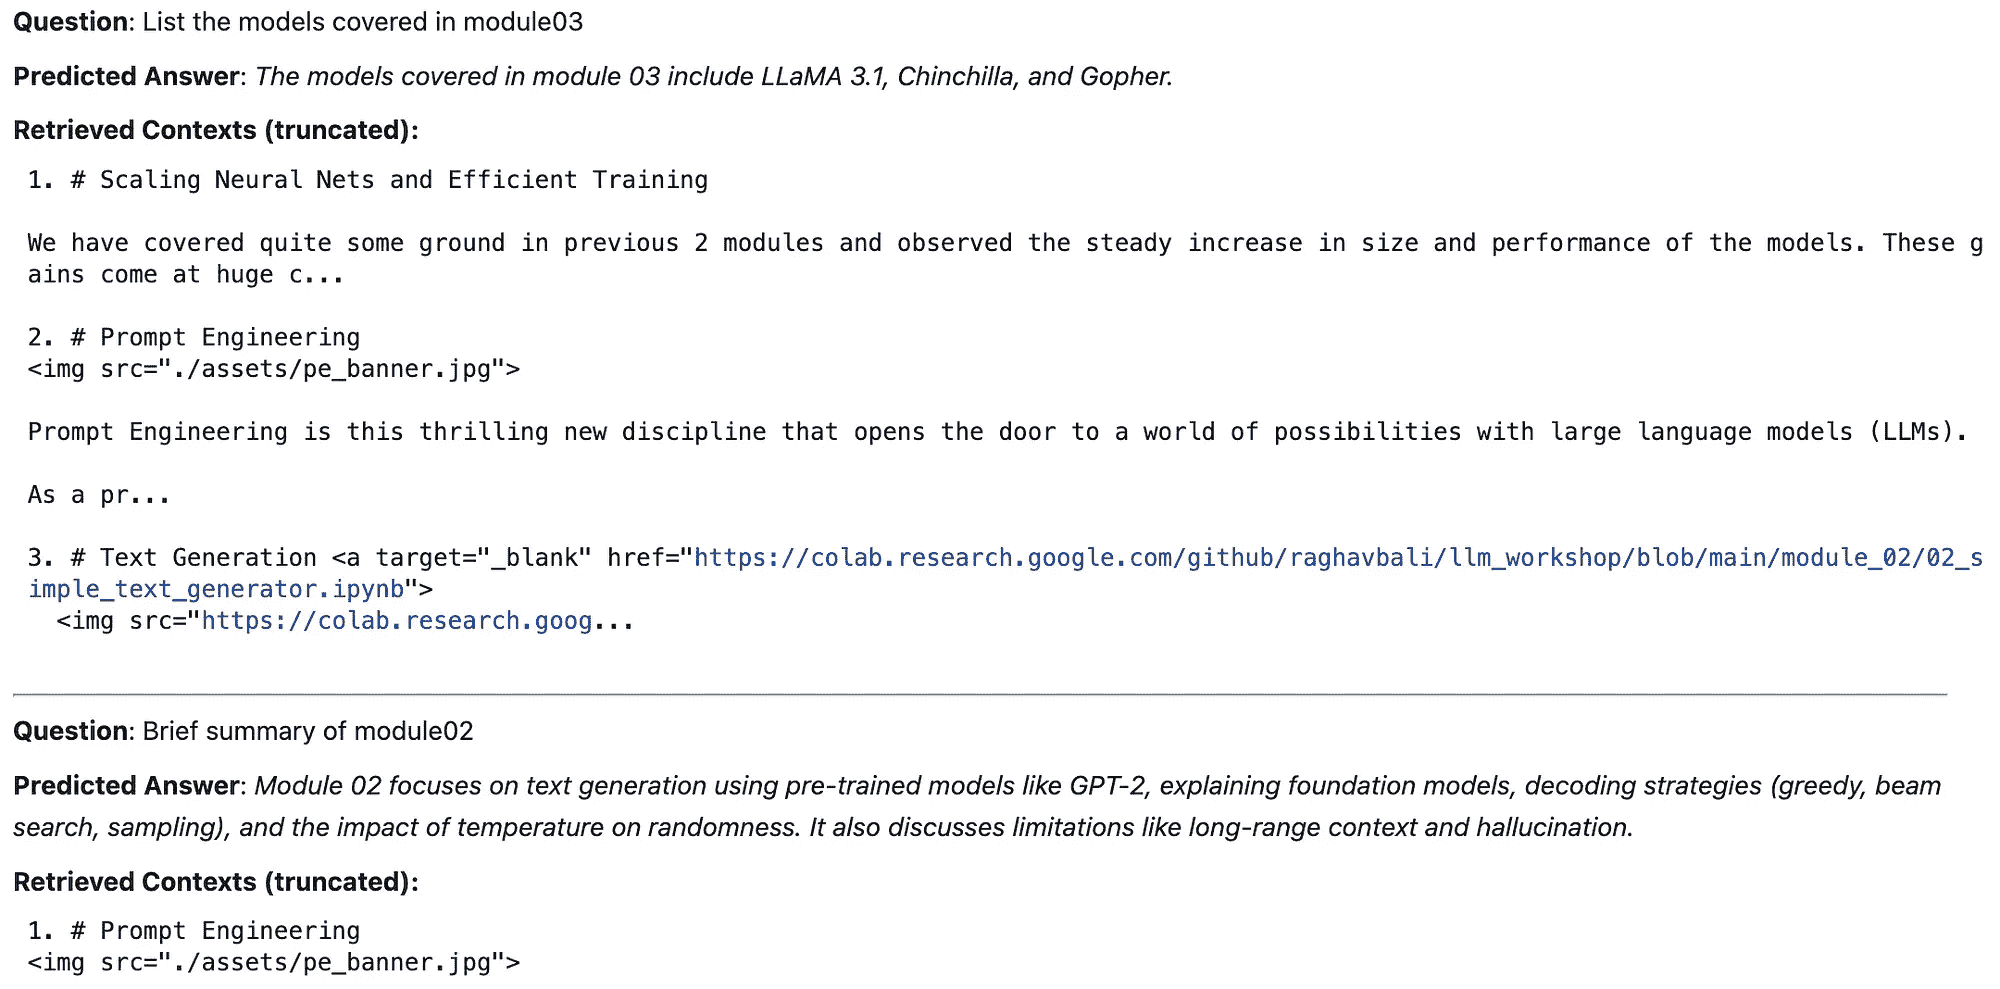 Question: List the models covered in module03
Predicted Answer: The models covered in module 03 include LLaMA 3.1, Chinchilla, and Gopher.
Retrieved Contexts (truncated):
1. # Scaling Neural Nets and Efficient Training
We have covered quite some ground in previous 2 modules and observed the steady increase in size and performance of the models. These g
ains come at huge c...
2. # Prompt Engineering
<img src="./assets/pe_banner.jpg">
Prompt Engineering is this thrilling new discipline that opens the door to a world of possibilities with large language models (LLMs).
As a pr...
3. # Text Generation <a target="_blank" href="https://colab.research.google.com/github/raghavbali/llm_workshop/blob/main/module_02/02_s
imple_text_generator.ipynb">
<img src="https://colab.research.goog...
Question: Brief summary of module02
Predicted Answer: Module 02 focuses on text generation using pre-trained models like GPT-2, explaining foundation models, decoding strategies (greedy, beam
search, sampling), and the impact of temperature on randomness. It also discusses limitations like long-range context and hallucination.
Retrieved Contexts (truncated):
1. # Prompt Engineering
<img src="./assets/pe_banner.jpg">